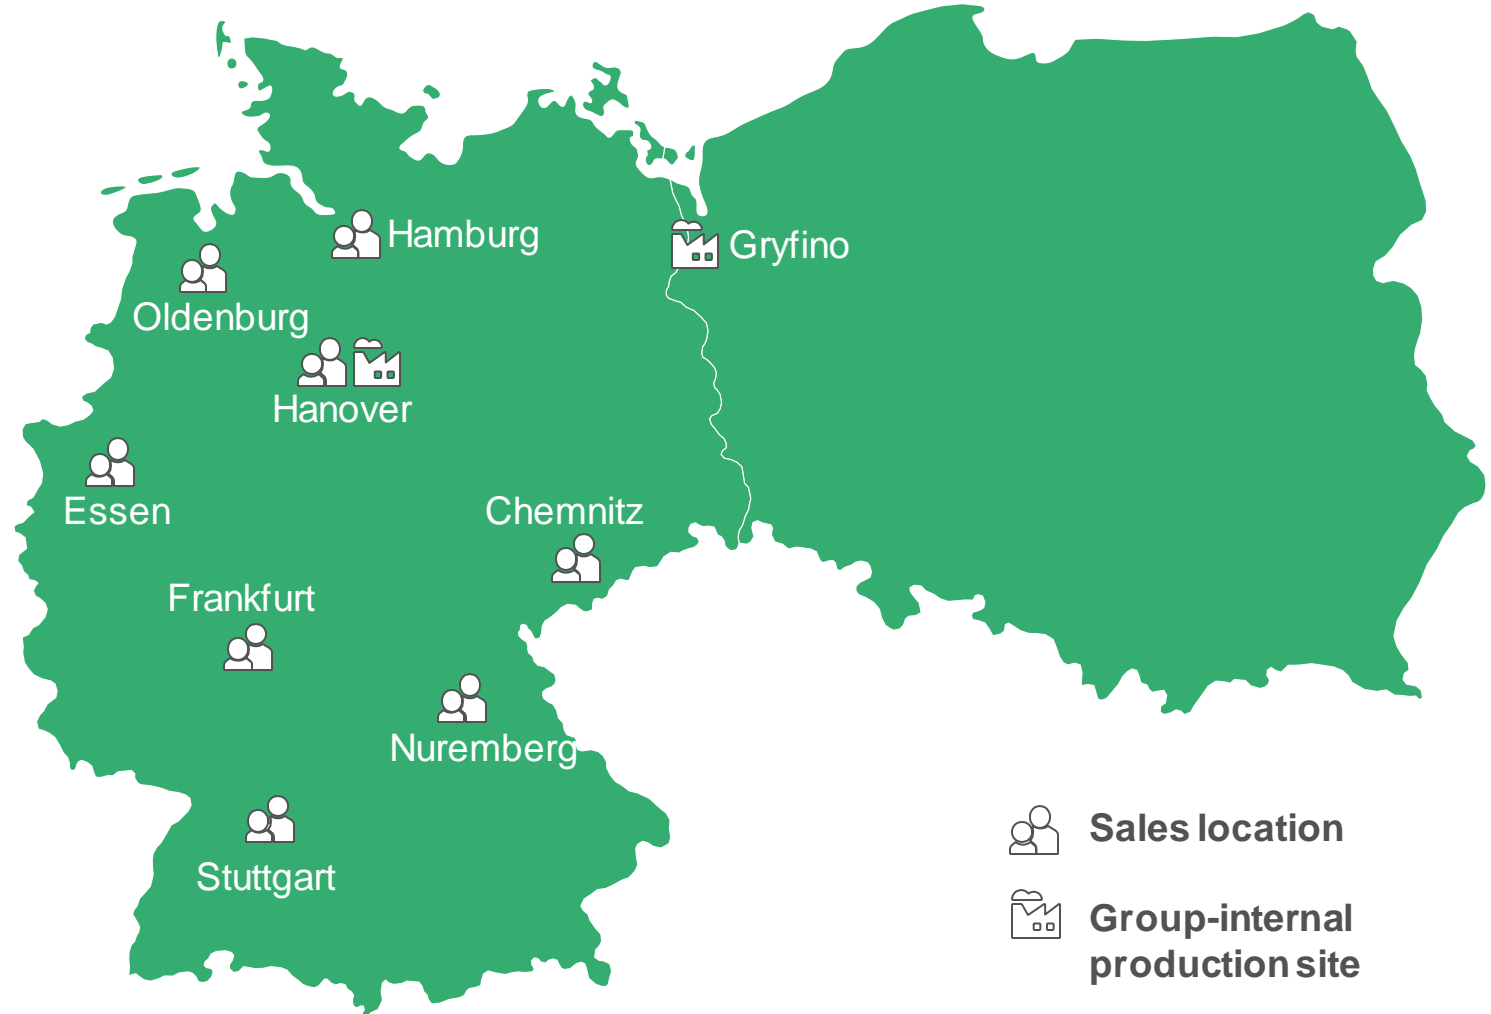 Hamburg
Gryfino
Oldenburg
Hanover
Essen
Chemnitz
Frankfurt
Nuremberg
Stuttgart
Sales location
Group-internal
production site